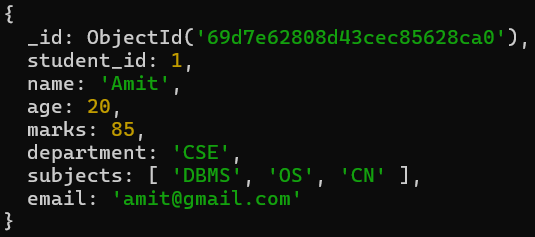 {
  _id: ObjectId('69d7e62808d43cec85628ca0'),
  student_id: 1,
  name: 'Amit',
  age: 20,
  marks: 85,
  department: 'CSE',
  subjects: [ 'DBMS', 'OS', 'CN' ],
  email: 'amit@gmail.com'
}